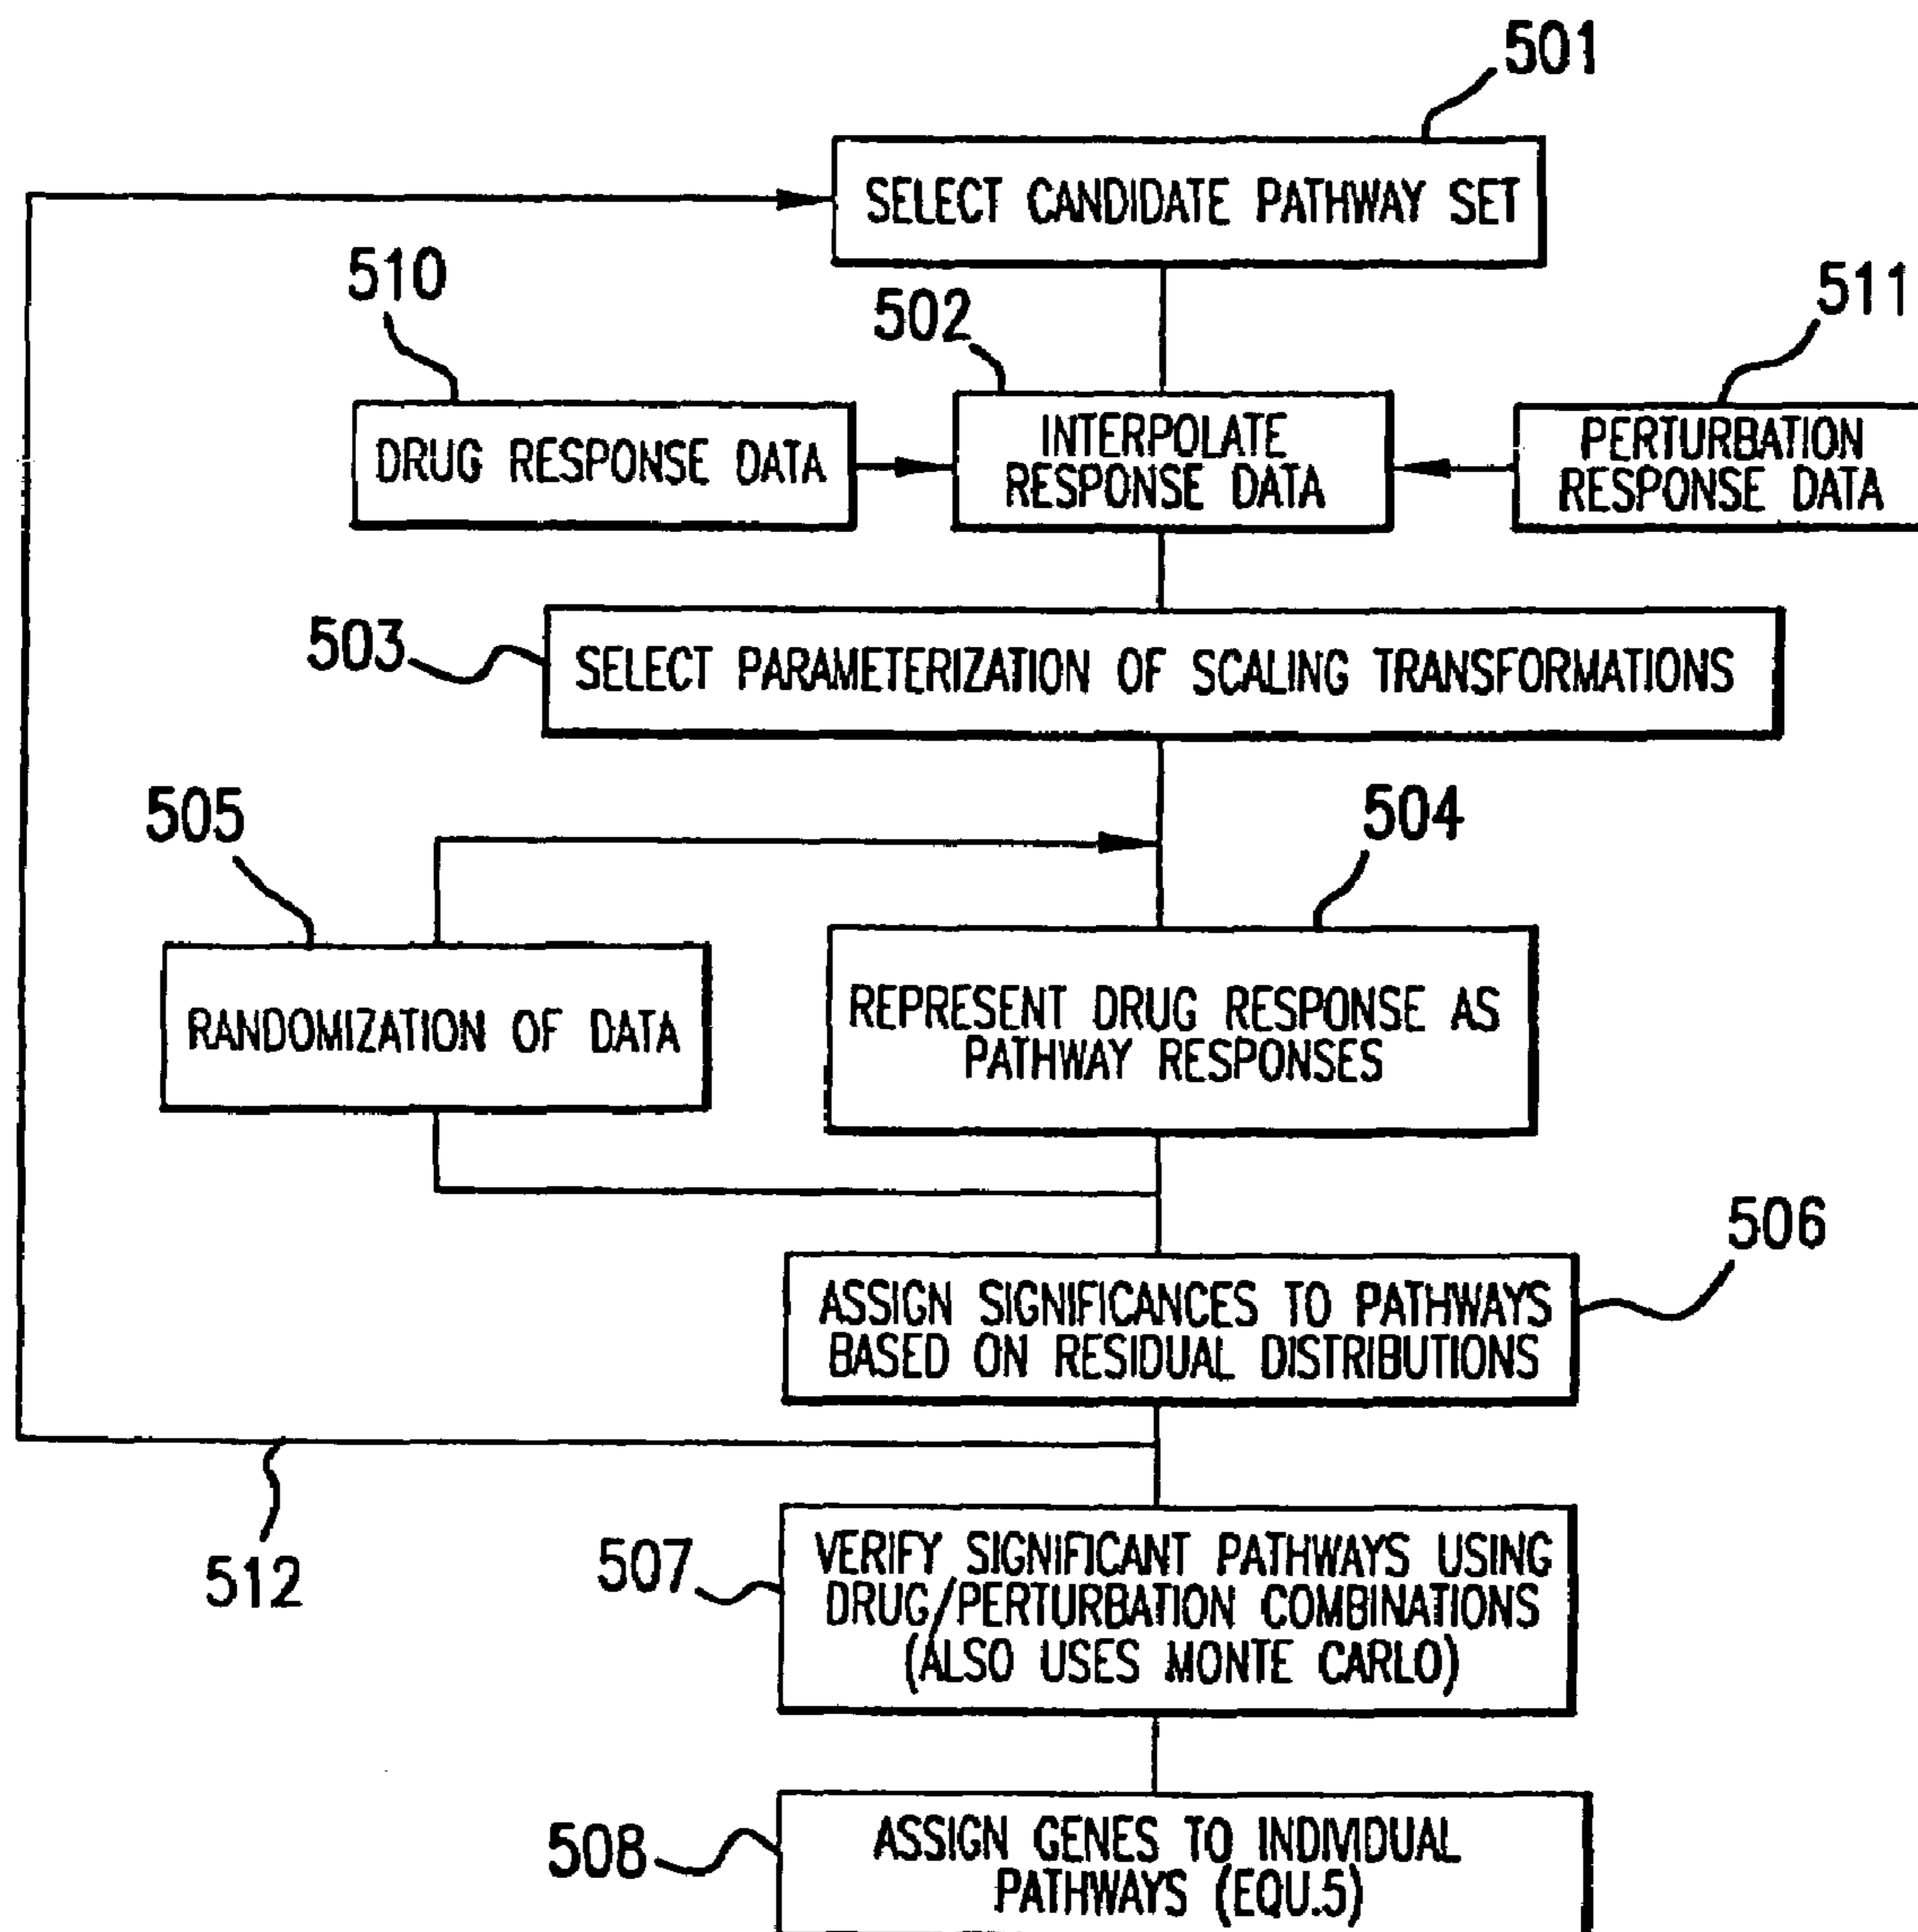 501
SELECT CANDIDATE PATHWAY SET
510
502
511
DRUG RESPONSE DATA
INTERPOLATE
RESPONSE DATA
PERTURBATION
RESPONSE DATA
503
SELECT PARAMETERIZATION OF SCALING TRANSFORMATIONS
505
504
RANDOMIZATION OF DATA
REPRESENT DRUG RESPONSE AS
PATHWAY RESPONSES
506
ASSIGN SIGNIFICANCES TO PATHWAYS
BASED ON RESIDUAL DISTRIBUTIONS
512
507
VERIFY SIGNIFICANT PATHWAYS USING
DRUG/PERTURBATION COMBINATIONS
(ALSO USES MONTE CARLO)
508
ASSIGN GENES TO INDIVIDUAL
PATHWAYS (EQU.5)